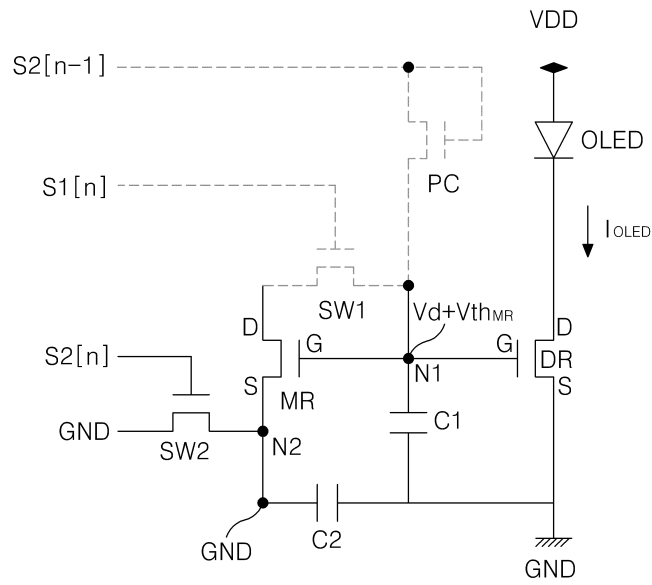 VDD
S2[n-1]
OLED
PC
S1[n]
IOLED
SW1
Vd+VthMR
D
D
S2[n]
G
G
DR
N1
S
MR
S
GND
C1
SW2
N2
C2
GND
GND